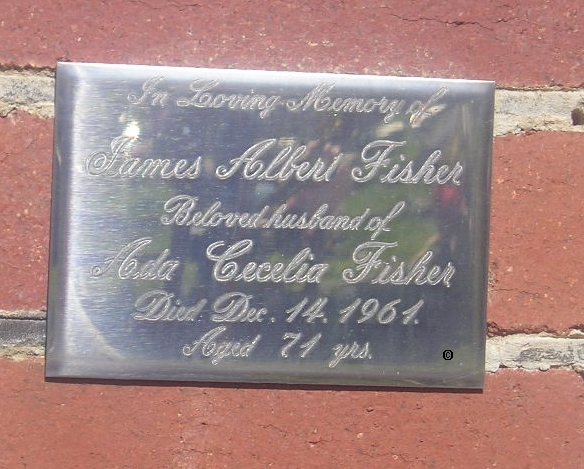 In Loving Memory of
James Albert Fisher
Beloved husband of
Ada Cecelia Fisher
Died Dec. 14. 1961.
Aged 71 yrs.
©